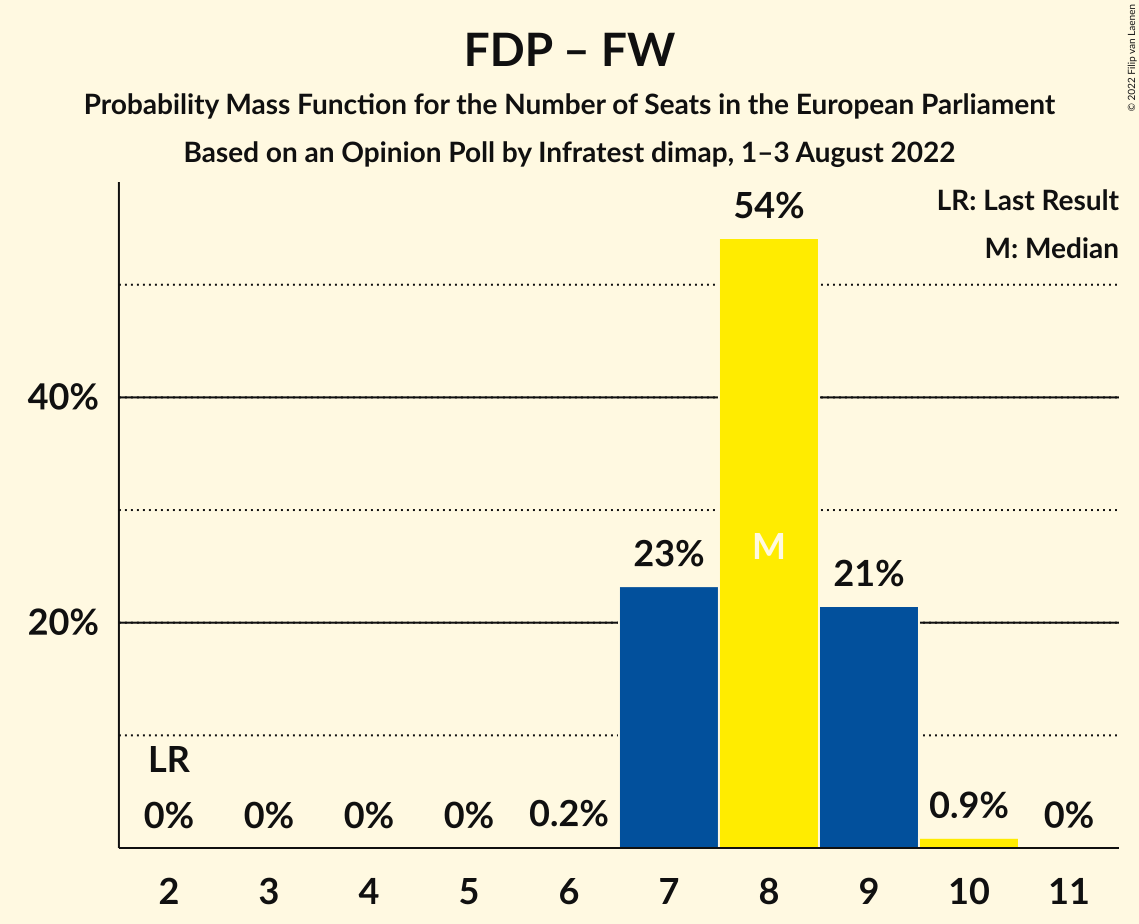 FDP – FW
Probability Mass Function for the Number of Seats in the European Parliament
Based on an Opinion Poll by Infratest dimap, 1–3 August 2022
© 2022 Filip van Laenen
LR: Last Result
M: Median
54%
40%
23%
M
21%
20%
LR
0%
0%
0%
0%
0.2%
0.9%
0%
2
3
4
5
6
7
8
9
10
11